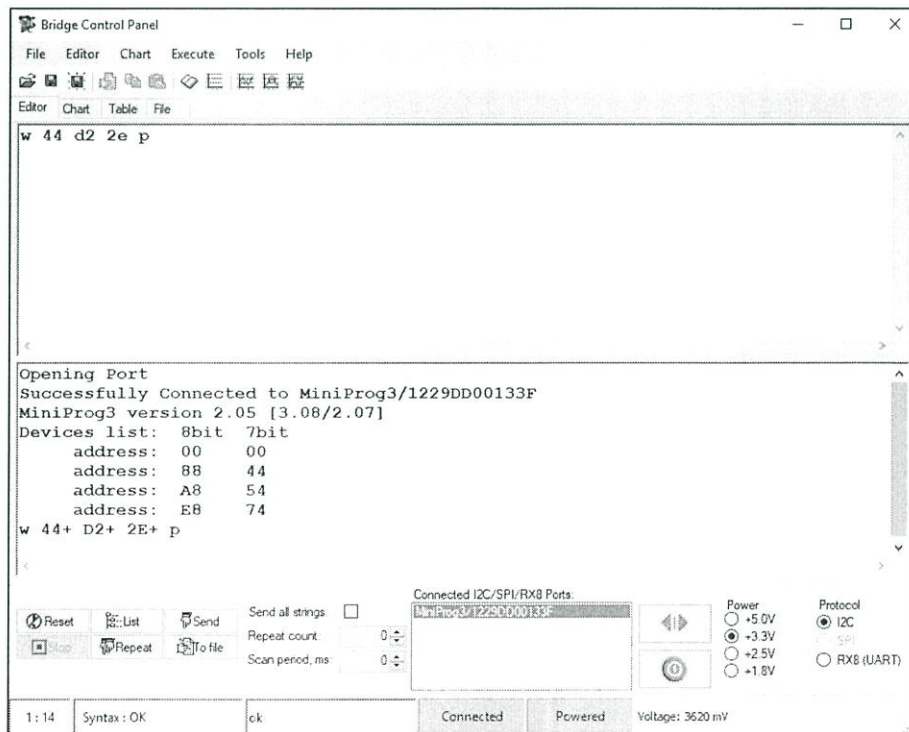 Bridge Control Panel
File Editor Chart Execute Tools Help
Editor Chart Table File
w 44 d2 2e p
Opening Port
Successfully Connected to MiniProg3/1229DD00133F
MiniProg3 version 2.05 [3.08/2.07]
Devices list: 8bit 7bit
address: 00 00
address: 88 44
address: A8 54
address: E8 74
w 44+ D2+ 2E+ p
Reset List Send
Stop Repeat To file
Send all strings
Repeat count: 0
Scan period, ms: 0
Connected I2C/SPI/RX8 Ports:
MiniProg3/1229DD00133F
Power
+5.0V
+3.3V
+2.5V
+1.8V
Protocol
I2C
SPI
RX8 (UART)
1 : 14 Syntax : OK ok Connected Powered Voltage: 3620 mV